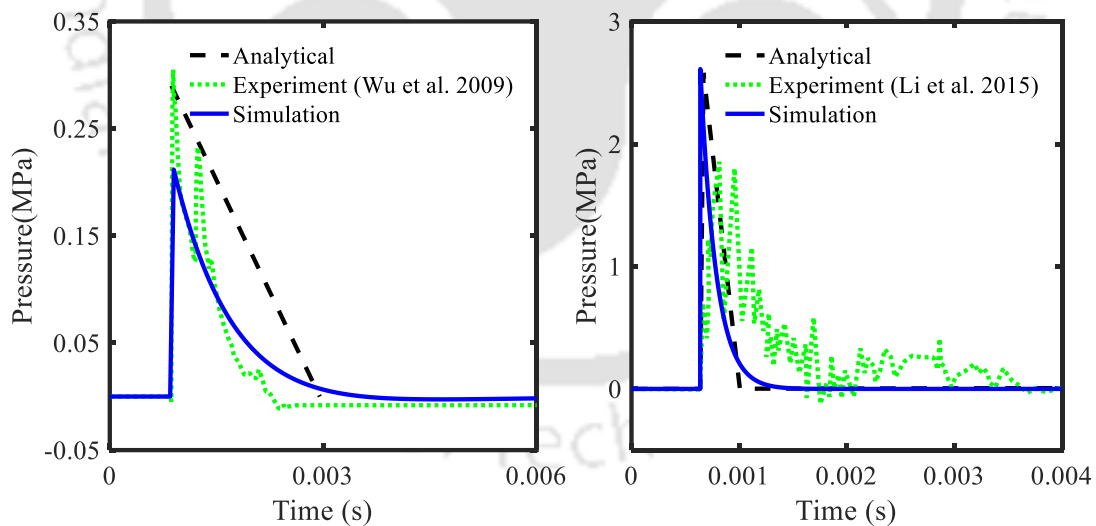 0.35
Analytical
Experiment (Wu et al. 2009)
Simulation
0.25
0.15
0.05
-0.05
Pressure(MPa)
0
0.003
0.006
Time (s)
3
Analytical
Experiment (Li et al. 2015)
Simulation
2
1
0
Pressure(MPa)
0
0.001
0.002
0.003
0.004
Time (s)